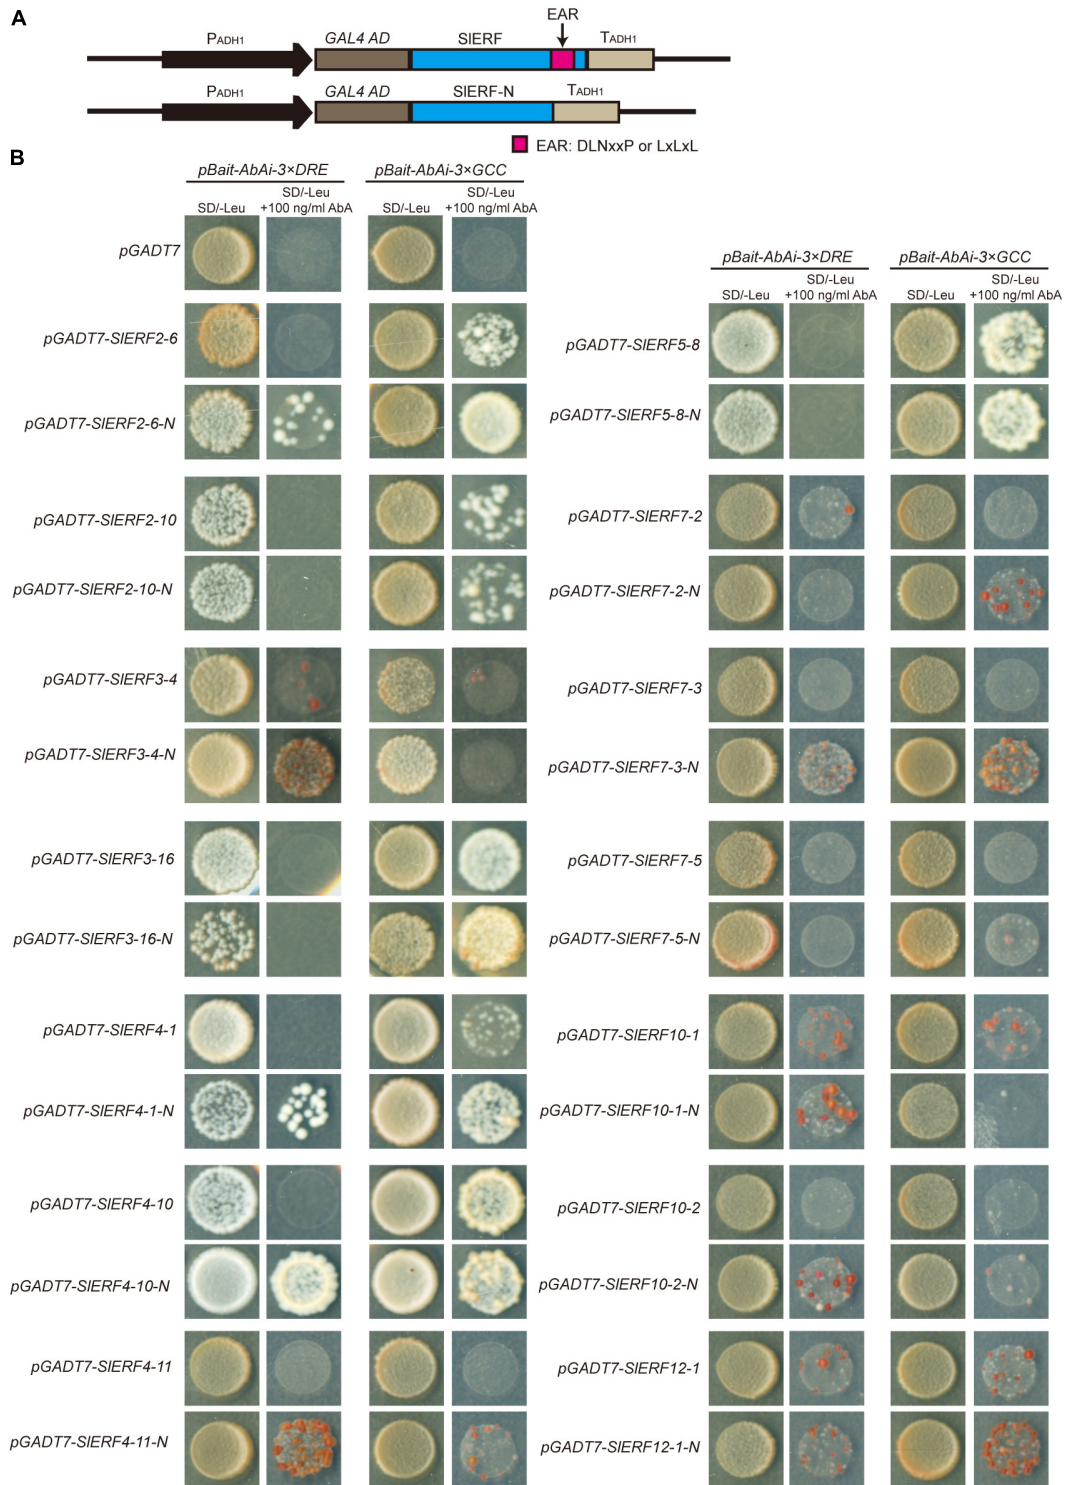 A
PADH1 GAL4 AD SlERF EAR TADH1
PADH1 GAL4 AD SlERF-N TADH1
EAR: DLNxxP or LxLxL
B
pBait-AbAi-3×DRE pBait-AbAi-3×GCC
SD/-Leu SD/-Leu +100 ng/ml AbA SD/-Leu SD/-Leu +100 ng/ml AbA
pGADT7
pGADT7-SlERF2-6
pGADT7-SlERF2-6-N
pGADT7-SlERF2-10
pGADT7-SlERF2-10-N
pGADT7-SlERF3-4
pGADT7-SlERF3-4-N
pGADT7-SlERF3-16
pGADT7-SlERF3-16-N
pGADT7-SlERF4-1
pGADT7-SlERF4-1-N
pGADT7-SlERF4-10
pGADT7-SlERF4-10-N
pGADT7-SlERF4-11
pGADT7-SlERF4-11-N
pBait-AbAi-3×DRE pBait-AbAi-3×GCC
SD/-Leu SD/-Leu +100 ng/ml AbA SD/-Leu SD/-Leu +100 ng/ml AbA
pGADT7-SlERF5-8
pGADT7-SlERF5-8-N
pGADT7-SlERF7-2
pGADT7-SlERF7-2-N
pGADT7-SlERF7-3
pGADT7-SlERF7-3-N
pGADT7-SlERF7-5
pGADT7-SlERF7-5-N
pGADT7-SlERF10-1
pGADT7-SlERF10-1-N
pGADT7-SlERF10-2
pGADT7-SlERF10-2-N
pGADT7-SlERF12-1
pGADT7-SlERF12-1-N